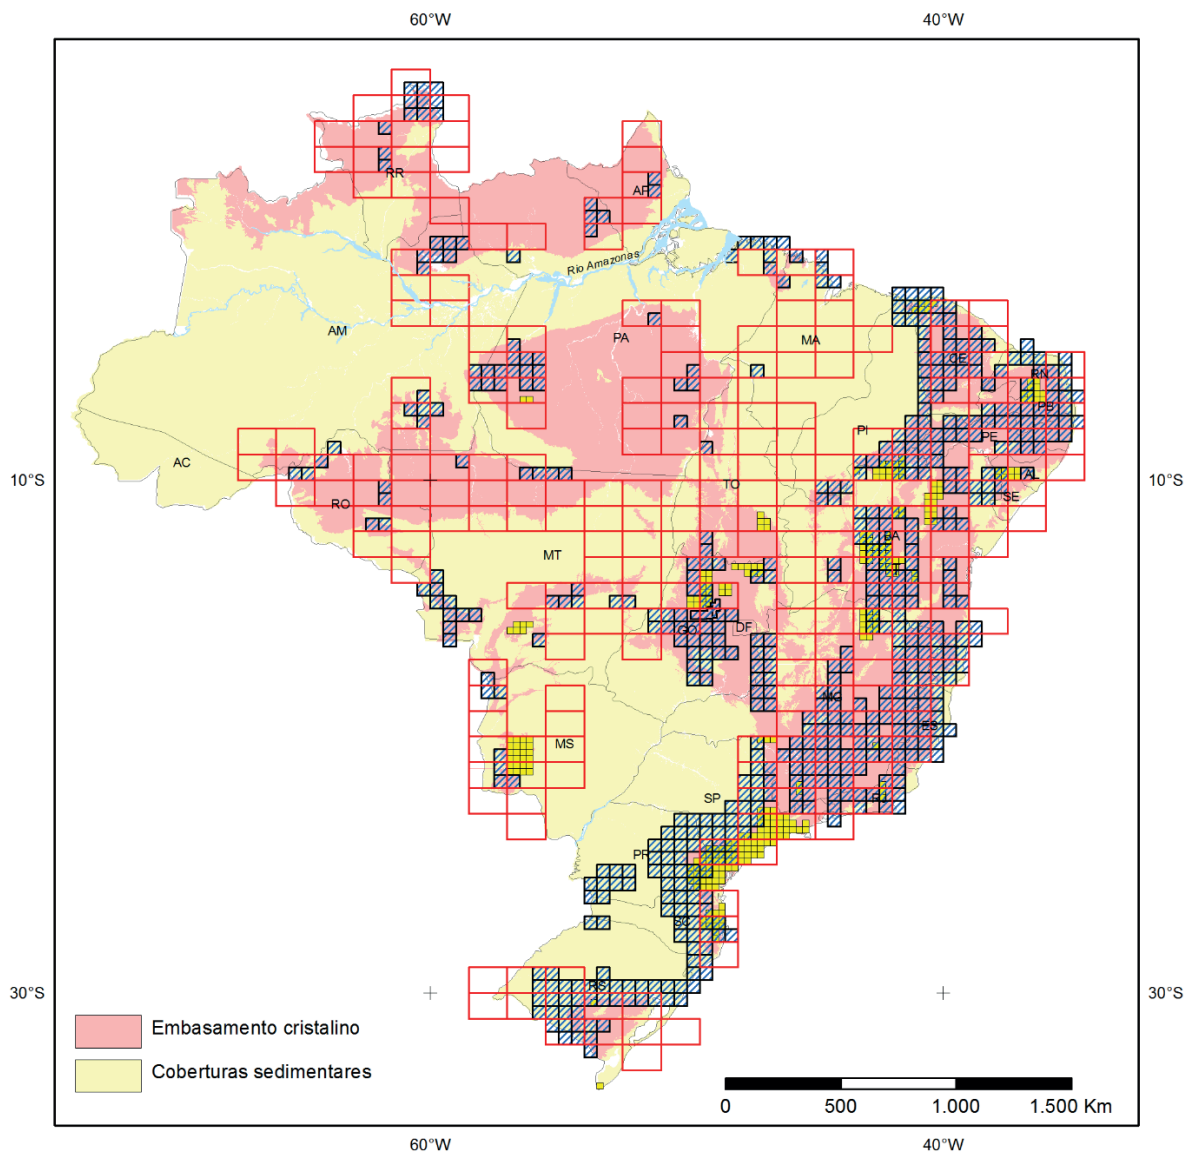 60°W 40°W
RR
AP
Rio Amazonas
AM
PA
MA
CE
RN
PB
PI
PE
AC
10°S
TO
AL
10°S
RO
SE
BA
MT
GO
DF
MG
ES
MS
SP
RJ
PR
SC
RS
30°S 30°S
Embasamento cristalino
Coberturas sedimentares
0 500 1.000 1.500 Km
60°W 40°W